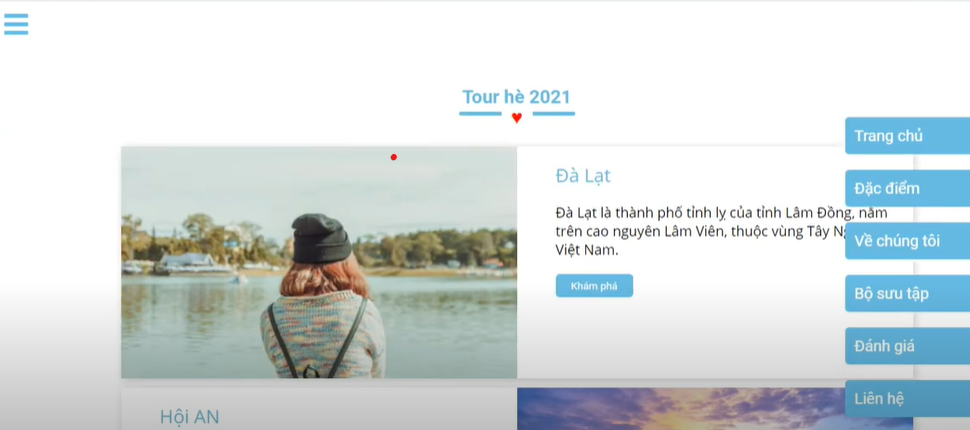 Tour hè 2021
Đà Lạt
Đà Lạt là thành phố tỉnh lỵ của tỉnh Lâm Đồng, nằm
trên cao nguyên Lâm Viên, thuộc vùng Tây
Việt Nam.
Khám phá
Hội AN
Trang chủ
Đặc điểm
Về chúng tôi
Bộ sưu tập
Đánh giá
Liên hệ